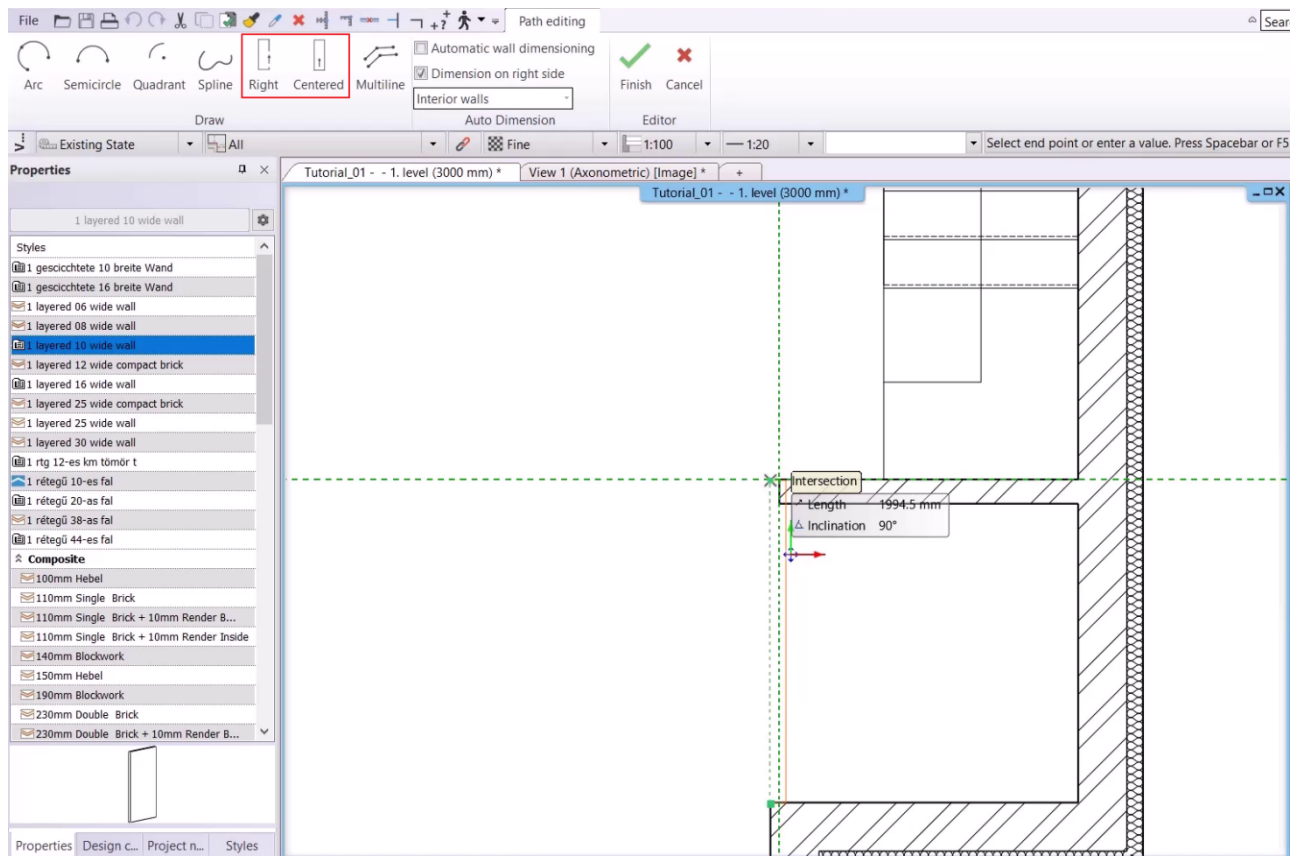 File Path editing Sear
Arc Semicircle Quadrant Spline Right Centered Multiline
Automatic wall dimensioning
Dimension on right side
Interior walls
Finish Cancel
Draw Auto Dimension Editor
Existing State All Fine 1:100 1:20 Select end point or enter a value. Press Spacebar or F5
Properties
Tutorial_01 - - 1. level (3000 mm) * View 1 (Axonometric) [Image] * +
Tutorial_01 - - 1. level (3000 mm) *
1 layered 10 wide wall
Styles
1 gescicchtete 10 breite Wand
1 gescicchtete 16 breite Wand
1 layered 06 wide wall
1 layered 08 wide wall
1 layered 10 wide wall
1 layered 12 wide compact brick
1 layered 16 wide wall
1 layered 25 wide compact brick
1 layered 25 wide wall
1 layered 30 wide wall
1 rtg 12-es km tömör t
1 rétegű 10-es fal
1 rétegű 20-as fal
1 rétegű 38-as fal
1 rétegű 44-es fal
Composite
100mm Hebel
110mm Single Brick
110mm Single Brick + 10mm Render B...
110mm Single Brick + 10mm Render Inside
140mm Blockwork
150mm Hebel
190mm Blockwork
230mm Double Brick
230mm Double Brick + 10mm Render B...
Properties Design c... Project n... Styles
Intersection
Length 1994.5 mm
Inclination 90°